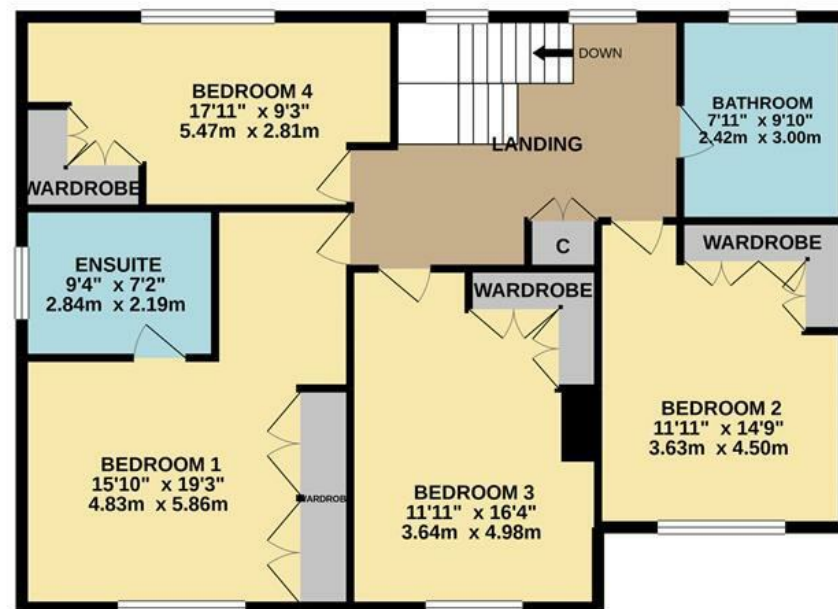 BEDROOM 4
17'11" x 9'3"
5.47m x 2.81m
WARDROBE
DOWN
LANDING
BATHROOM
7'11" x 9'10"
2.42m x 3.00m
ENSUITE
9'4" x 7'2"
2.84m x 2.19m
C
WARDROBE
WARDROBE
BEDROOM 1
15'10" x 19'3"
4.83m x 5.86m
WARDROBE
BEDROOM 3
11'11" x 16'4"
3.64m x 4.98m
BEDROOM 2
11'11" x 14'9"
3.63m x 4.50m